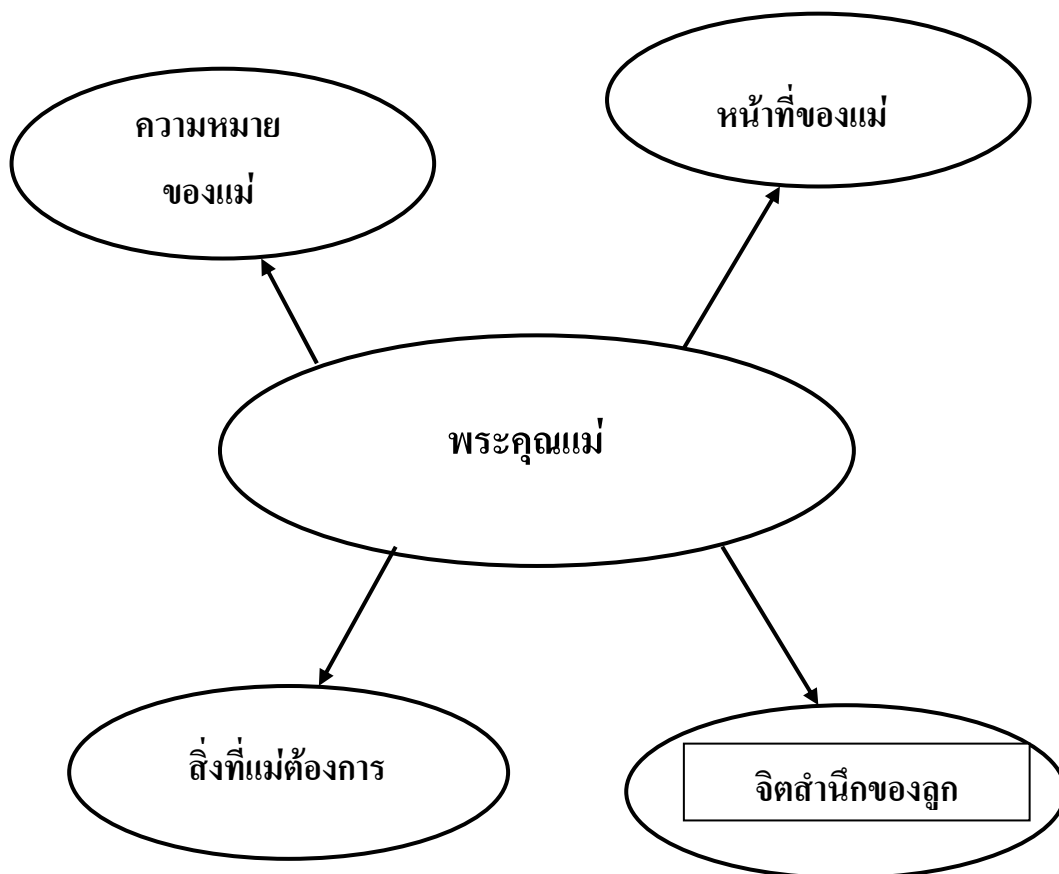 ความหมาย
ของแม่
หน้าที่ของแม่
พระคุณแม่
สิ่งที่แม่ต้องการ
จิตสำนึกของลูก